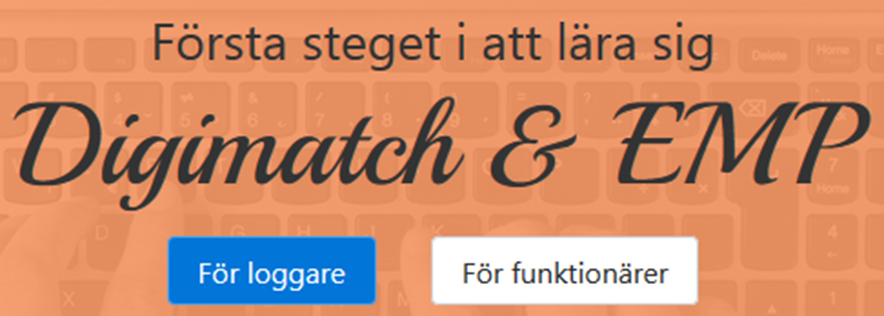 Första steget i att lära sig
Digimatch & EMP
För loggare
För funktionärer